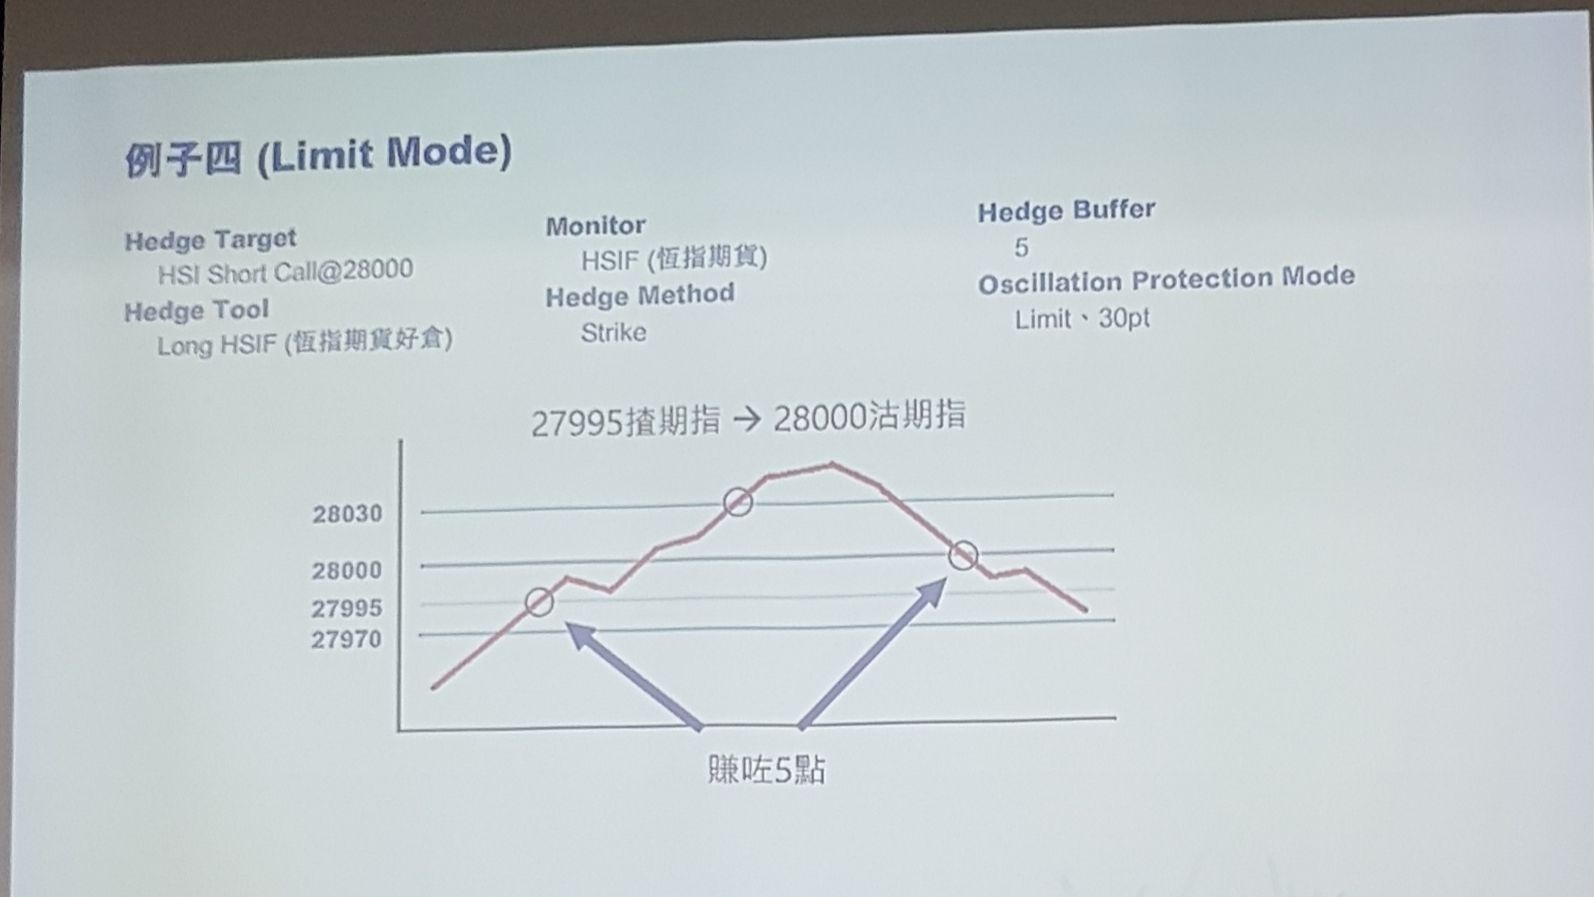 例子四 (Limit Mode)
Hedge Target
HSI Short Call@28000
Hedge Tool
Long HSIF (恆指期貨好倉)
Monitor
HSIF (恆指期貨)
Hedge Method
Strike
Hedge Buffer
5
Oscillation Protection Mode
Limit、30pt
27995揸期指 → 28000沽期指
28030
28000
27995
27970
賺咗5點